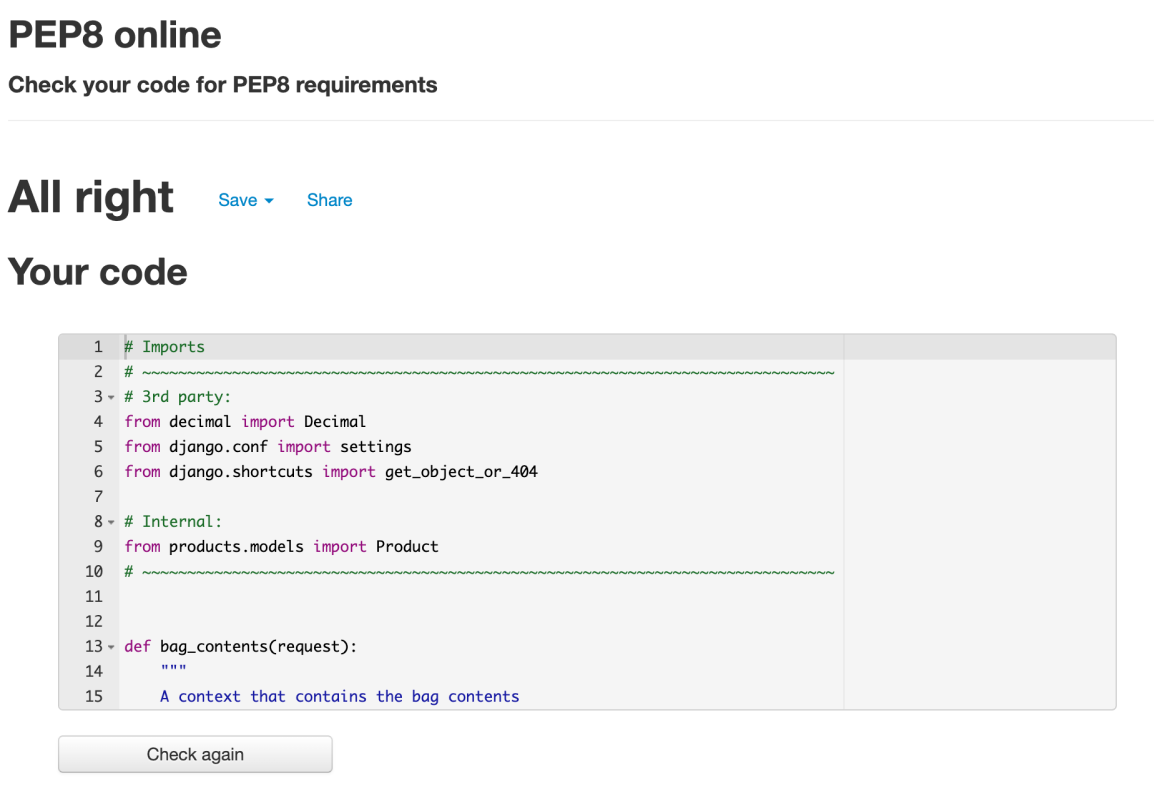 PEP8 online
Check your code for PEP8 requirements
All right Save Share
Your code
1 # Imports
2 # ~~~~~~~~~~~~~~~~~~~~~~~~~~~~~~~~~~~~~~~~~~~~~~~~~~~~~~~~~~~~~~~~~~~~~~~~~~~~~
3 # 3rd party:
4 from decimal import Decimal
5 from django.conf import settings
6 from django.shortcuts import get_object_or_404
7
8 # Internal:
9 from products.models import Product
10 # ~~~~~~~~~~~~~~~~~~~~~~~~~~~~~~~~~~~~~~~~~~~~~~~~~~~~~~~~~~~~~~~~~~~~~~~~~~~~~
11
12
13 def bag_contents(request):
14     """
15     A context that contains the bag contents
Check again